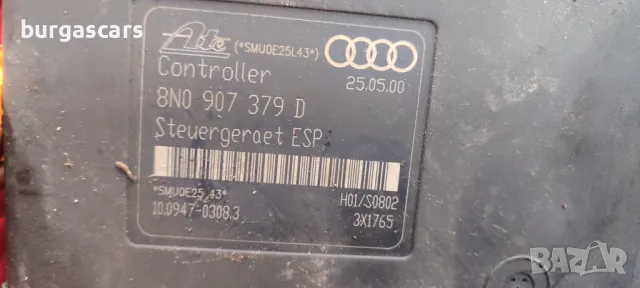 burgascars
Ate (*SMU0E25L43*)
Controller 25.05.00
8N0 907 379 D
Steuergeraet ESP
*SMU0E25L43*
H01/S0802
10.0947-0308.3
3X1765
BAZAR